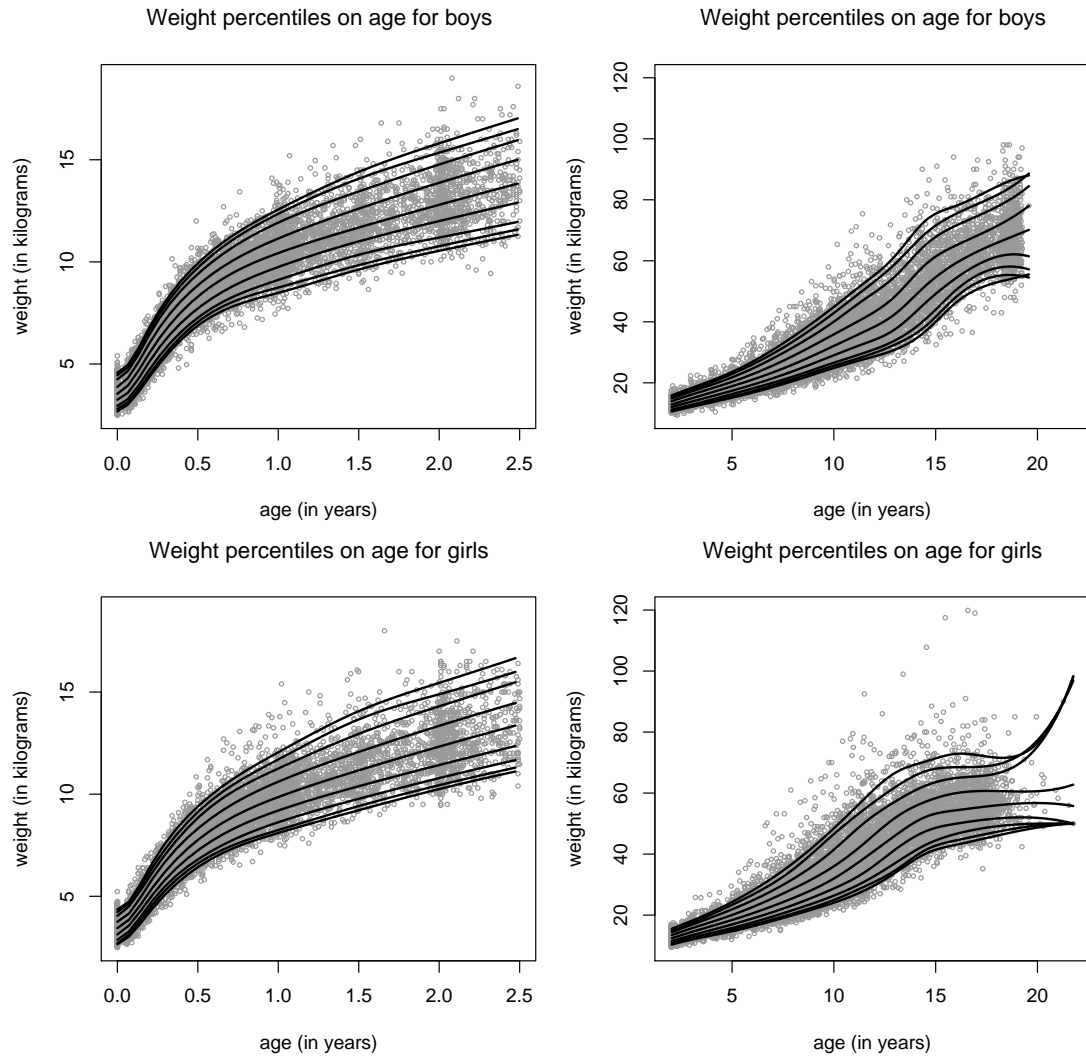 Weight percentiles on age for boys
weight (in kilograms)
15
10
5
0.0 0.5 1.0 1.5 2.0 2.5
age (in years)
Weight percentiles on age for boys
weight (in kilograms)
120
100
80
60
40
20
5 10 15 20
age (in years)
Weight percentiles on age for girls
weight (in kilograms)
15
10
5
0.0 0.5 1.0 1.5 2.0 2.5
age (in years)
Weight percentiles on age for girls
weight (in kilograms)
120
100
80
60
40
20
5 10 15 20
age (in years)